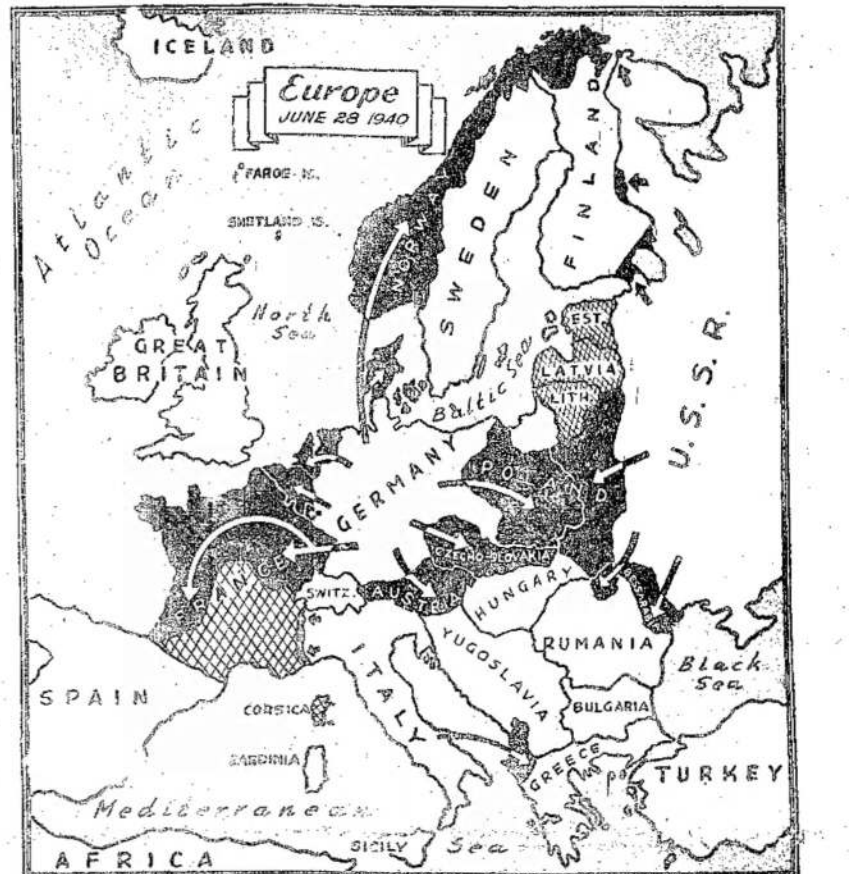 ICELAND
Europe
JUNE 28 1940
Atlantic
Ocean
FAROE IS.
SHETLAND IS.
NORWAY
SWEDEN
FINLAND
North
Sea
GREAT
BRITAIN
EST.
LATVIA
LITH.
Baltic Sea
U.S.S.R.
GERMANY
POLAND
FRANCE
CZECHO-SLOVAKIA
SWITZ.
AUSTRIA
HUNGARY
RUMANIA
Black
Sea
ITALY
YUGOSLAVIA
BULGARIA
SPAIN
CORSICA
SARDINIA
GREECE
TURKEY
Mediterranean
Sea
SICILY
AFRICA